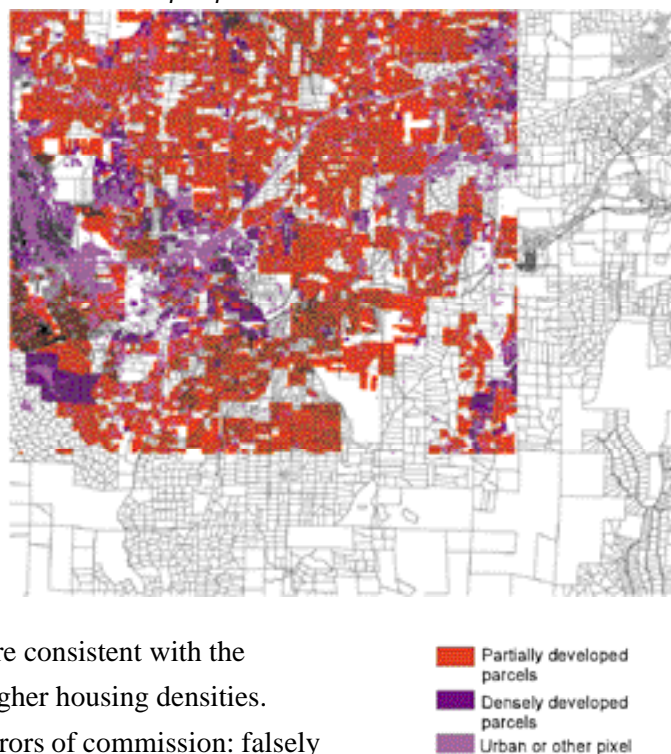 re consistent with the
gher housing densities.
rors of commission: falsely
Partially developed
parcels
Densely developed
parcels
Urban or other pixel